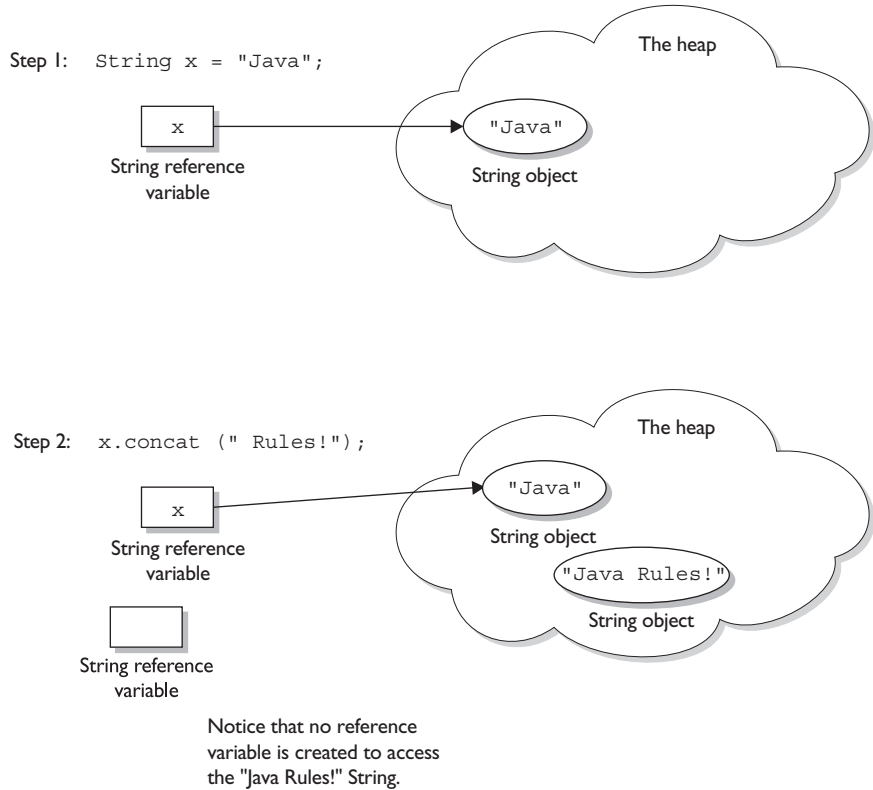 The heap
Step 1: String x = "Java";
x
"Java"
String reference
variable
String object
The heap
Step 2: x.concat (" Rules!");
"Java"
x
String object
String reference
variable
"Java Rules!"
String object
String reference
variable
Notice that no reference
variable is created to access
the "Java Rules!" String.